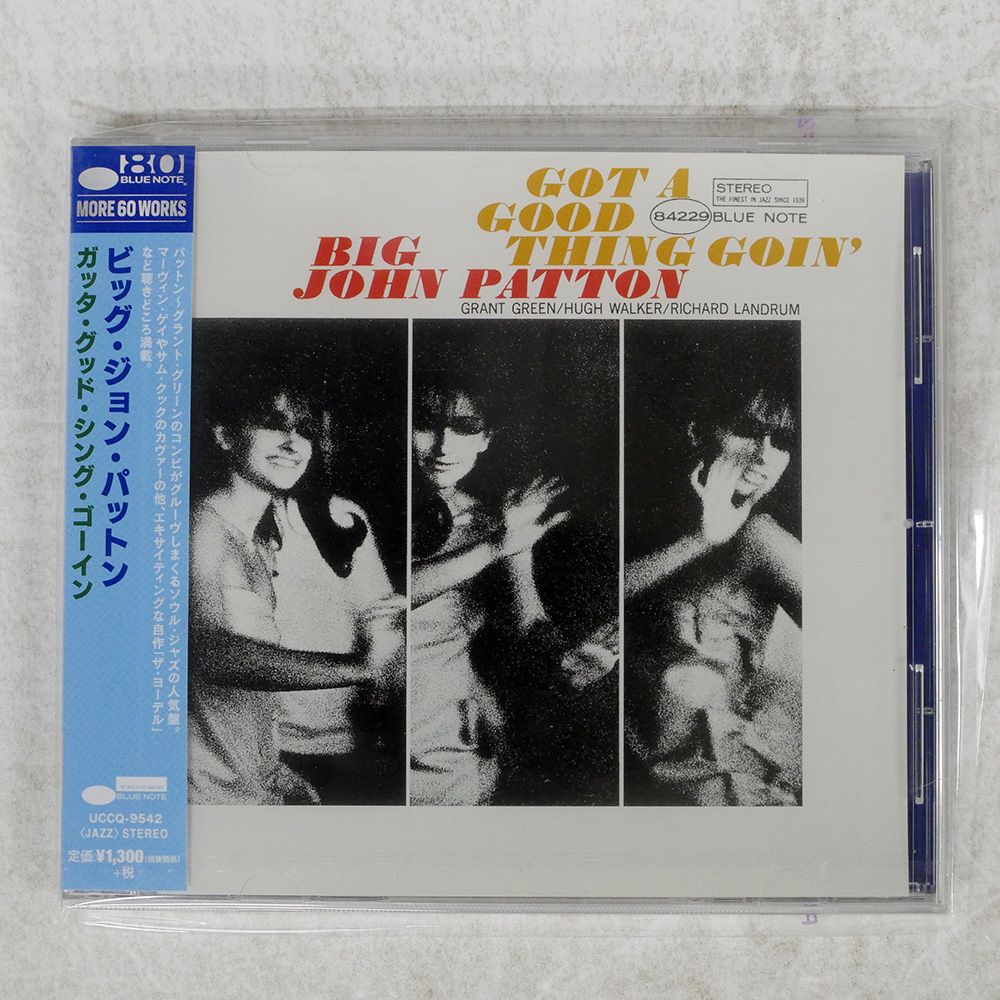 80
BLUE NOTE
MORE 60 WORKS
ビッグ・ジョン・パットン
ガッタ・グッド・シング・ゴーイン
パットン〜グラント・グリーンのコンビがグルーヴしまくるソウル・ジャズの人気盤。
マーヴィン・ゲイやサム・クックのカヴァーの他、エキサイティングな自作「ザ・ヨーデル」
など聴きどころ満載。
BLUE NOTE
UCCQ-9542
〈JAZZ〉 STEREO
定価:¥1,300(税抜価格)
+税
GOT A
GOOD
THING GOIN'
STEREO
THE FINEST IN JAZZ SINCE 1939
84229 BLUE NOTE
BIG
JOHN PATTON
GRANT GREEN/HUGH WALKER/RICHARD LANDRUM